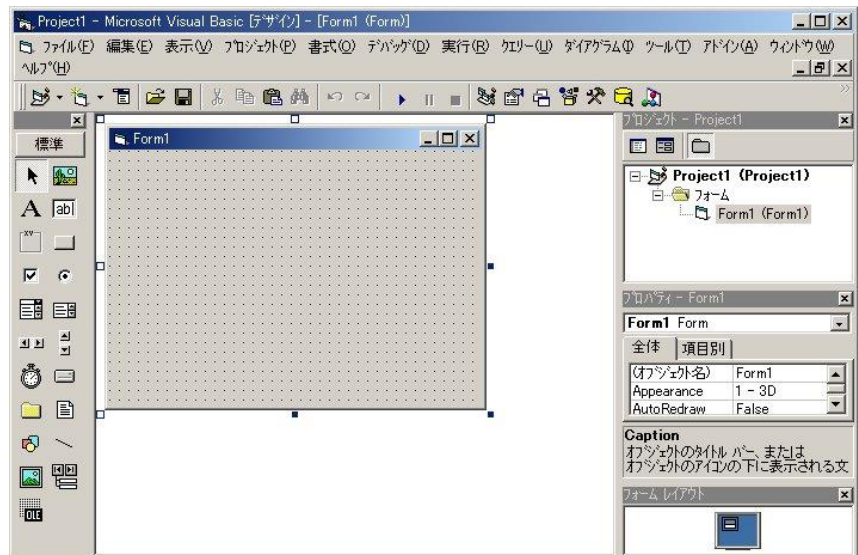 Project1 - Microsoft Visual Basic [ﾃﾞｻﾞｲﾝ] - [Form1 (Form)]
ﾌｧｲﾙ(F) 編集(E) 表示(V) ﾌﾟﾛｼﾞｪｸﾄ(P) 書式(O) ﾃﾞﾊﾞｯｸﾞ(D) 実行(R) ｸｴﾘｰ(U) ﾀﾞｲｱｸﾞﾗﾑ(I) ﾂｰﾙ(T) ｱﾄﾞｲﾝ(A) ｳｨﾝﾄﾞｳ(W)
ﾍﾙﾌﾟ(H)
標準
A
ab
XY
OLE
Form1
ﾌﾟﾛｼﾞｪｸﾄ - Project1
Project1 (Project1)
ﾌｫｰﾑ
Form1 (Form1)
ﾌﾟﾛﾊﾟﾃｨ - Form1
Form1 Form
全体 項目別
(ｵﾌﾞｼﾞｪｸﾄ名) Form1
Appearance 1 - 3D
AutoRedraw False
Caption
ｵﾌﾞｼﾞｪｸﾄのﾀｲﾄﾙ ﾊﾞｰ、または
ｵﾌﾞｼﾞｪｸﾄのｱｲｺﾝの下に表示される文
ﾌｫｰﾑ ﾚｲｱｳﾄ